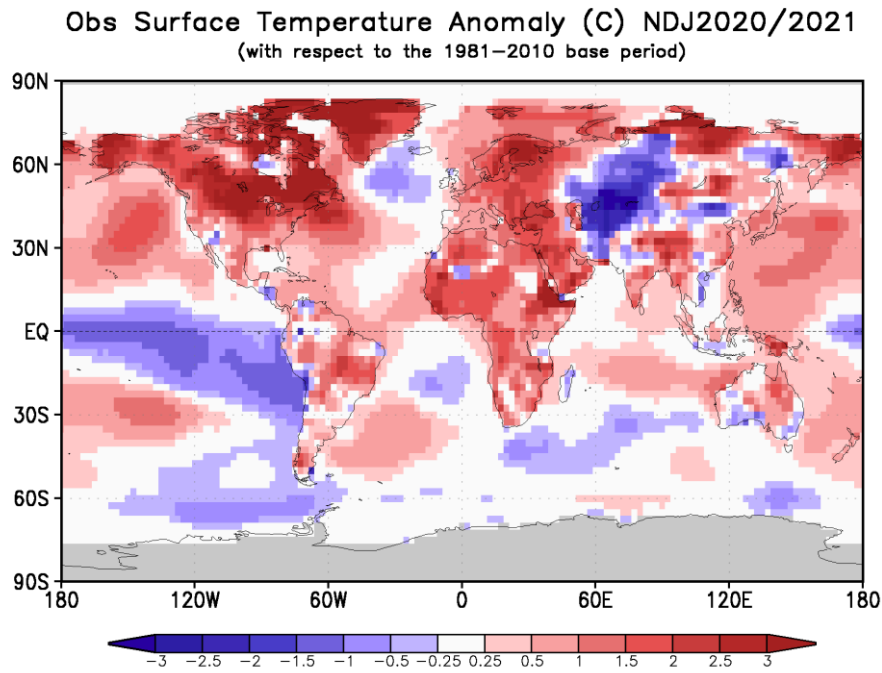 Obs Surface Temperature Anomaly (C) NDJ2020/2021
(with respect to the 1981-2010 base period)
90N
60N
30N
EQ
30S
60S
90S
180 120W 60W 0 60E 120E 180
-3 -2.5 -2 -1.5 -1 -0.5 -0.25 0.25 0.5 1 1.5 2 2.5 3